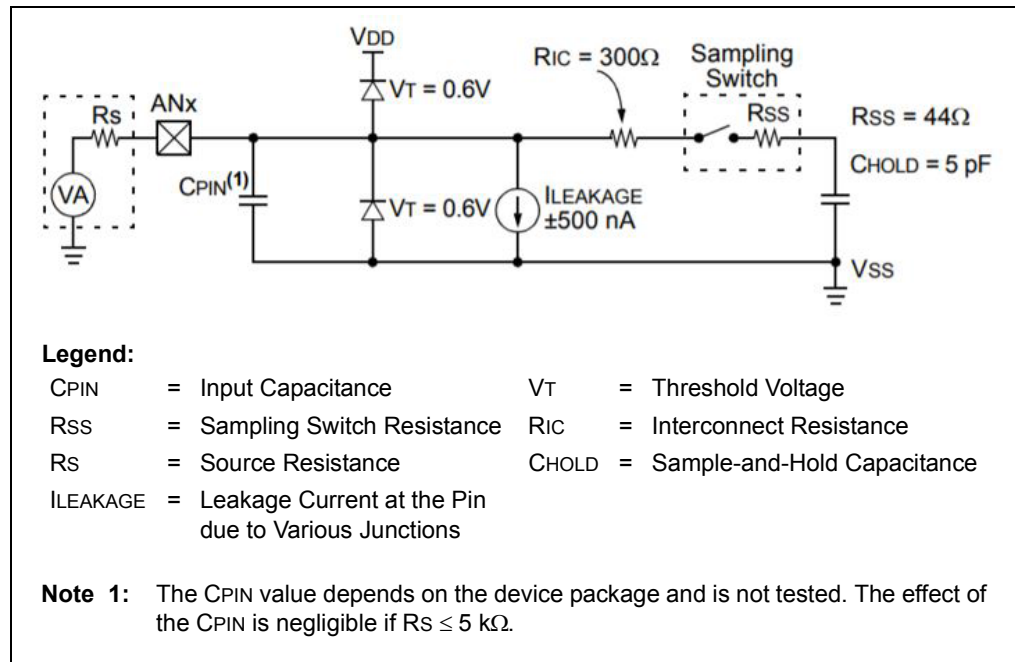 VDD
RIC = 300Ω
Sampling
Switch
VT = 0.6V
Rs
ANx
RSS
RSS = 44Ω
CHOLD = 5 pF
VA
CPIN(1)
VT = 0.6V
ILEAKAGE
±500 nA
VSS
Legend:
CPIN = Input Capacitance VT = Threshold Voltage
RSS = Sampling Switch Resistance RIC = Interconnect Resistance
RS = Source Resistance CHOLD = Sample-and-Hold Capacitance
ILEAKAGE = Leakage Current at the Pin
due to Various Junctions
Note 1: The CPIN value depends on the device package and is not tested. The effect of
the CPIN is negligible if RS ≤ 5 kΩ.